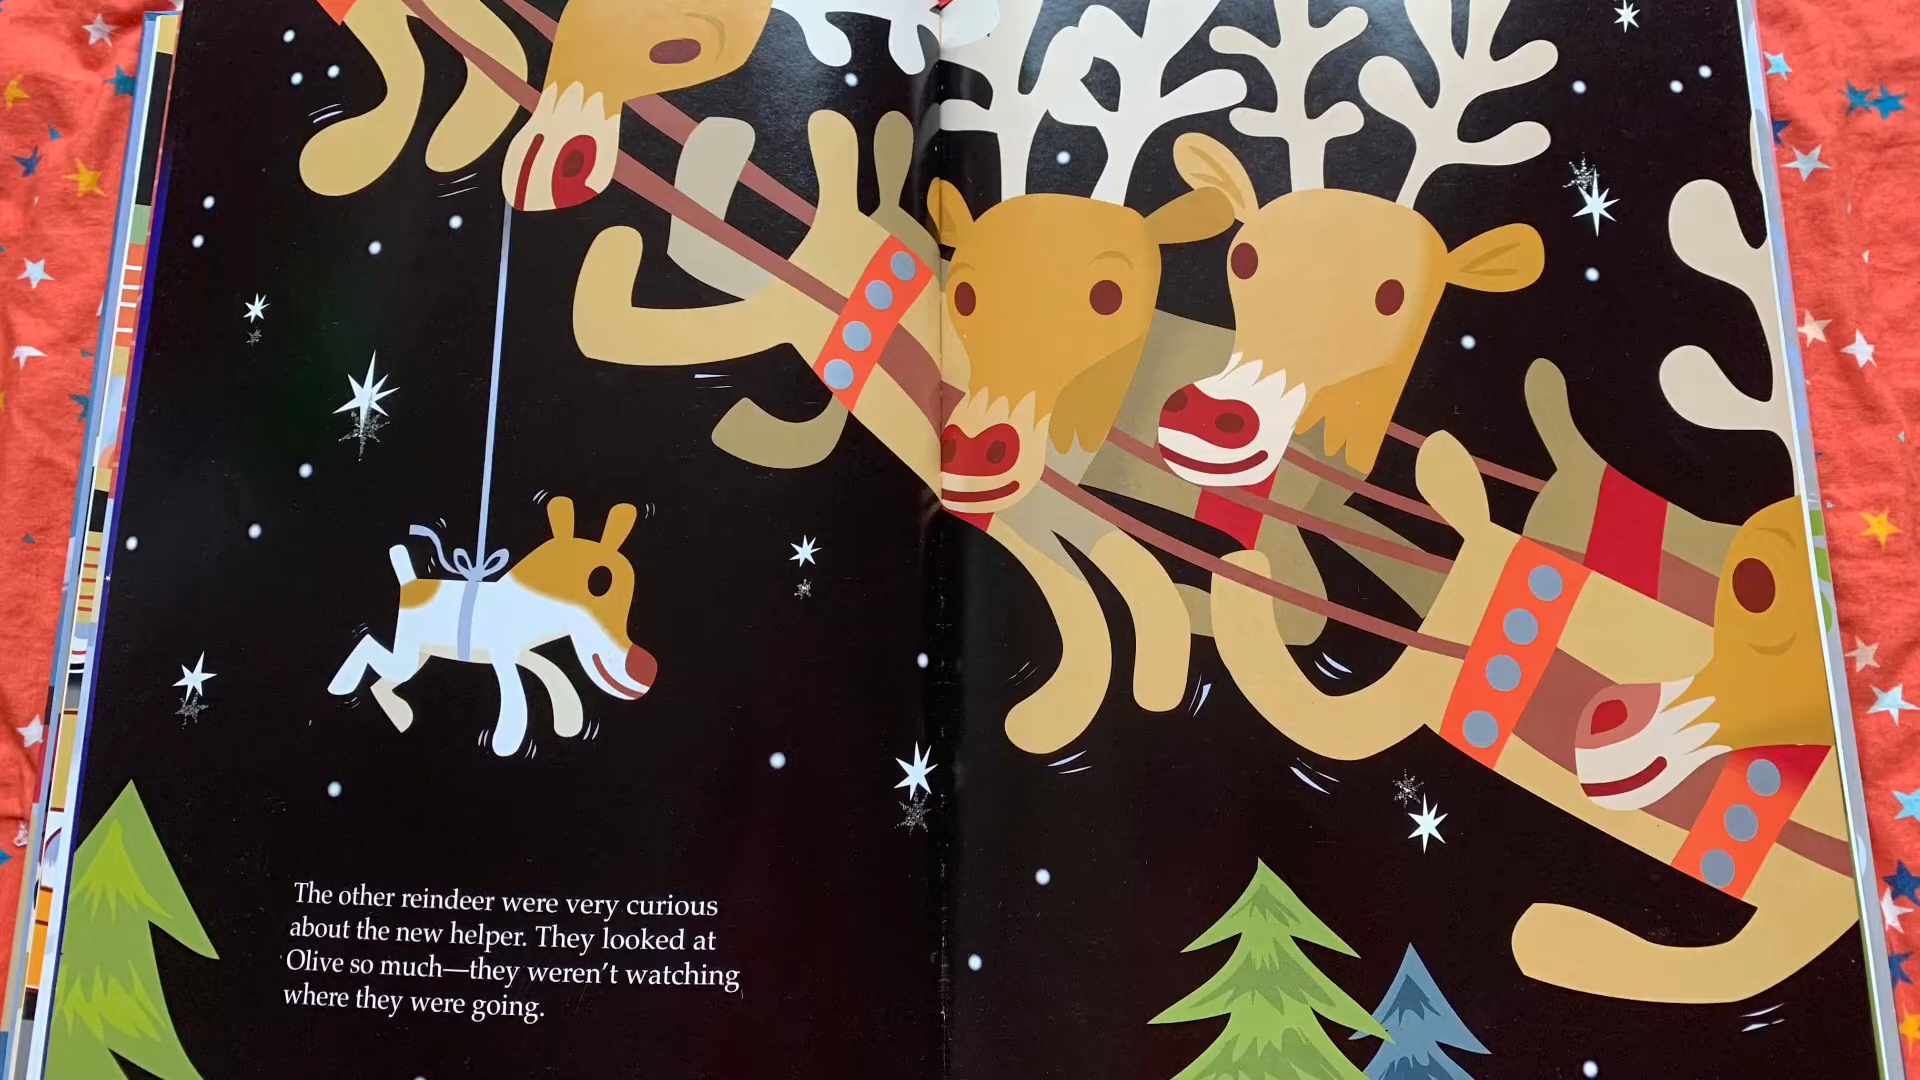 The other reindeer were very curious
about the new helper. They looked at
Olive so much—they weren't watching
where they were going.